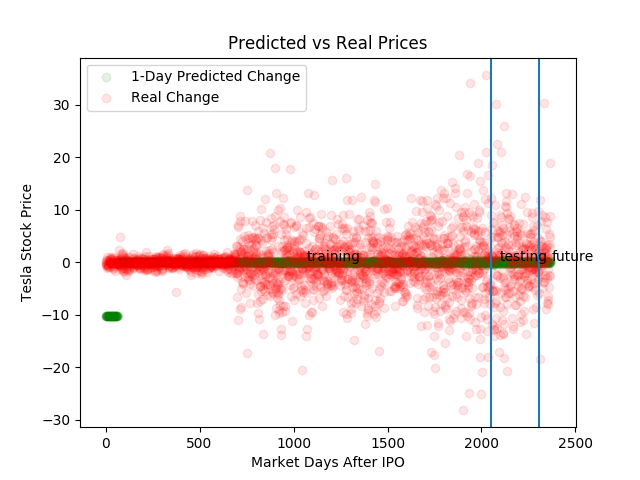 Predicted vs Real Prices
1-Day Predicted Change
Real Change
Tesla Stock Price
30
20
10
0
−10
−20
−30
training
testing
future
0
500
1000
1500
2000
2500
Market Days After IPO